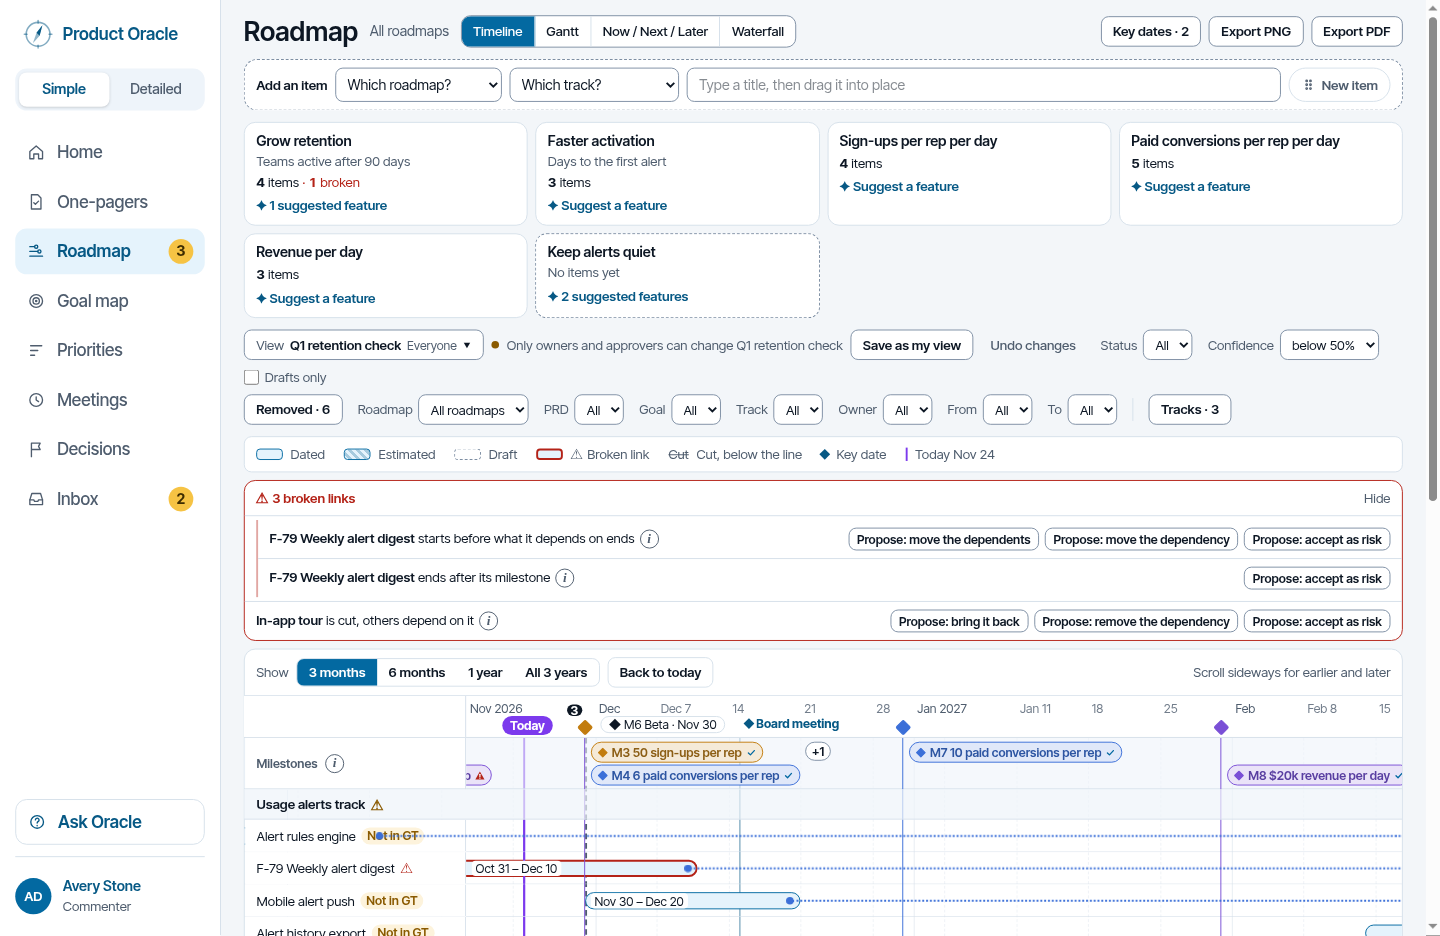 Product Oracle
Simple Detailed
Home
One-pagers
Roadmap 3
Goal map
Priorities
Meetings
Decisions
Inbox 2
Ask Oracle
AD Avery Stone
Commenter
Roadmap All roadmaps Timeline Gantt Now / Next / Later Waterfall Key dates · 2 Export PNG Export PDF
Add an item Which roadmap? Which track? Type a title, then drag it into place New item
Grow retention
Teams active after 90 days
4 items · 1 broken
1 suggested feature
Faster activation
Days to the first alert
3 items
Suggest a feature
Sign-ups per rep per day
4 items
Suggest a feature
Paid conversions per rep per day
5 items
Suggest a feature
Revenue per day
3 items
Suggest a feature
Keep alerts quiet
No items yet
2 suggested features
View Q1 retention check Everyone Only owners and approvers can change Q1 retention check Save as my view Undo changes Status All Confidence below 50%
Drafts only
Removed · 6 Roadmap All roadmaps PRD All Goal All Track All Owner All From All To All Tracks · 3
Dated Estimated Draft Broken link Cut Cut, below the line Key date Today Nov 24
3 broken links Hide
F-79 Weekly alert digest starts before what it depends on ends i Propose: move the dependents Propose: move the dependency Propose: accept as risk
F-79 Weekly alert digest ends after its milestone i Propose: accept as risk
In-app tour is cut, others depend on it i Propose: bring it back Propose: remove the dependency Propose: accept as risk
Show 3 months 6 months 1 year All 3 years Back to today Scroll sideways for earlier and later
Nov 2026 3 Dec Dec 7 14 21 28 Jan 2027 Jan 11 18 25 Feb Feb 8 15
Today M6 Beta · Nov 30 Board meeting
Milestones i
M3 50 sign-ups per rep +1 M7 10 paid conversions per rep
M4 6 paid conversions per rep M8 $20k revenue per day
Usage alerts track
Alert rules engine Not in GT
F-79 Weekly alert digest Oct 31 – Dec 10
Mobile alert push Not in GT Nov 30 – Dec 20
Alert history export Not in GT